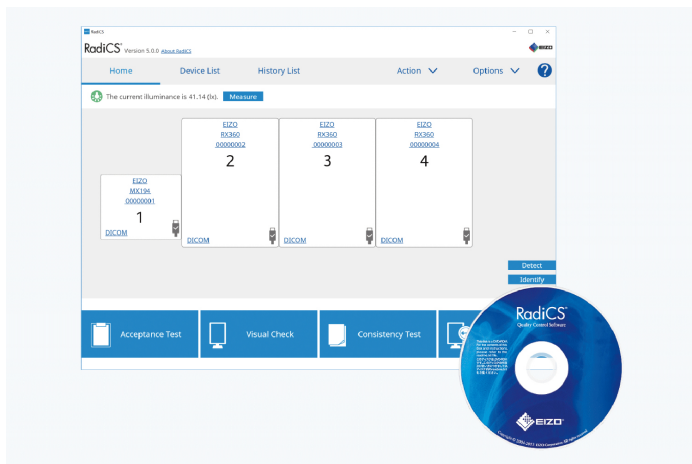 RadiCS
RadiCS® Version 5.0.0 About RadiCS
EIZO
Home Device List History List Action Options ?
The current illuminance is 41.14 (lx). Measure
EIZO
RX360
00000002
2
DICOM
EIZO
RX360
00000003
3
DICOM
EIZO
RX360
00000004
4
DICOM
EIZO
MX194
00000001
1
DICOM
Detect
Identify
Acceptance Test Visual Check Consistency Test
RadiCS®
Quality Control Software
EIZO®